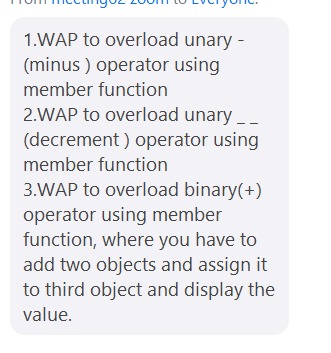 From meeting02 zoom to Everyone:
1.WAP to overload unary -
(minus ) operator using
member function
2.WAP to overload unary _ _
(decrement ) operator using
member function
3.WAP to overload binary(+)
operator using member
function, where you have to
add two objects and assign it
to third object and display the
value.